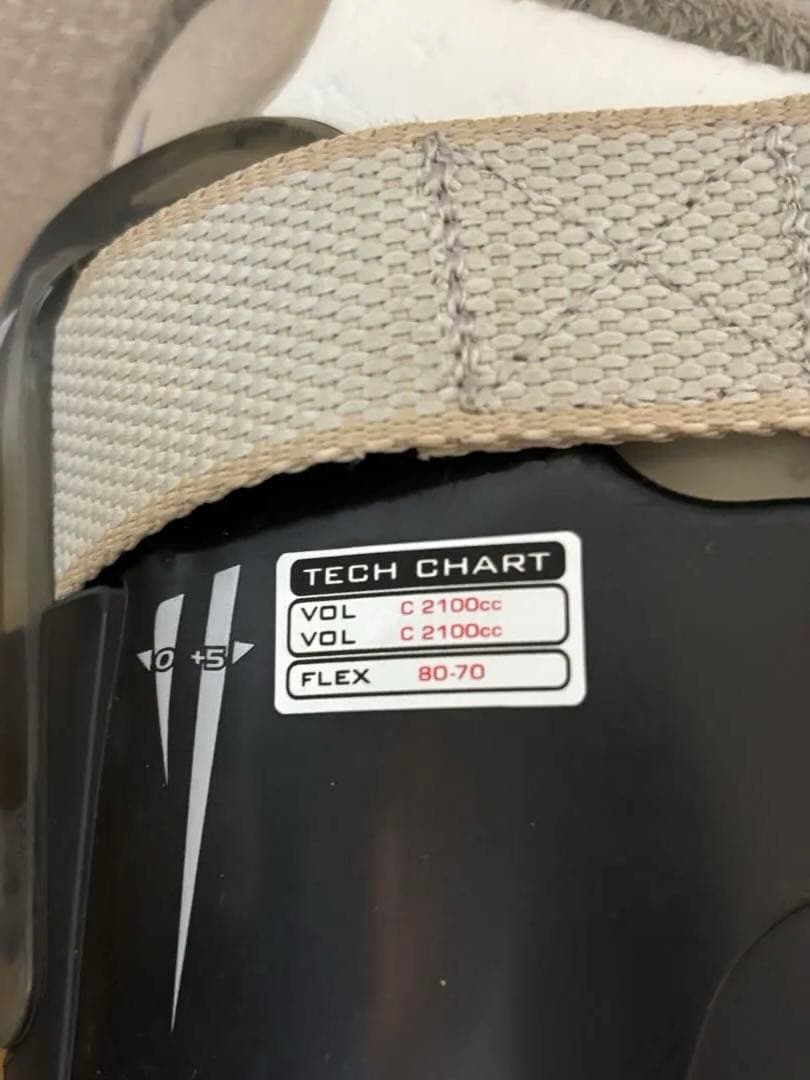 TECH CHART
VOL C 2100cc
VOL C 2100cc
FLEX 80-70
0 +5